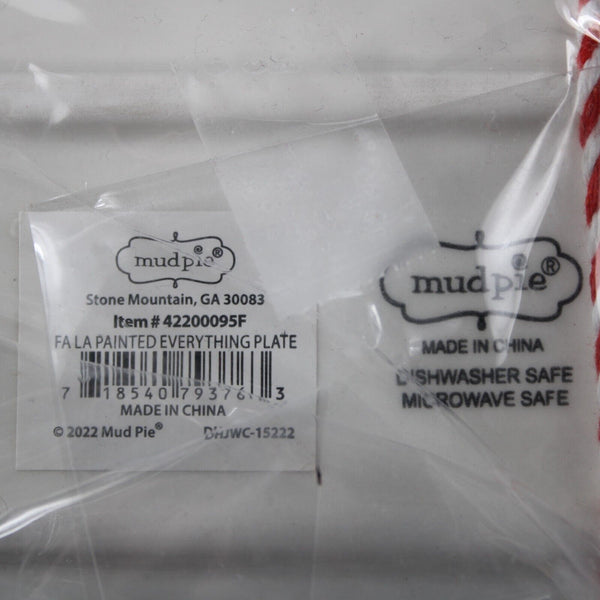 mudpie®
Stone Mountain, GA 30083
Item # 42200095F
FA LA PAINTED EVERYTHING PLATE
7 18540 79376 3
MADE IN CHINA
© 2022 Mud Pie® DHJWC-15222
mudpie®
MADE IN CHINA
DISHWASHER SAFE
MICROWAVE SAFE